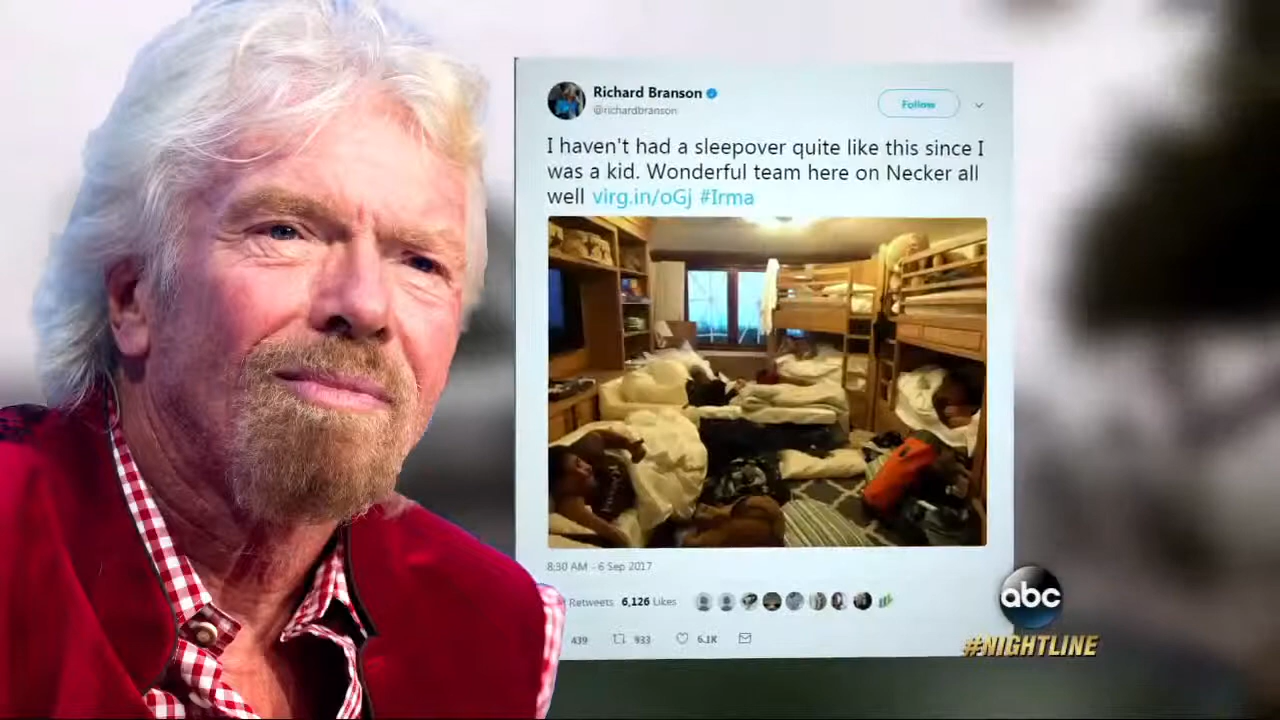 Richard Branson
@richardbranson
Follow
I haven't had a sleepover quite like this since I
was a kid. Wonderful team here on Necker all
well virg.in/oGj #Irma
8:30 AM - 6 Sep 2017
Retweets 6,126 Likes
439 933 6.1K
abc
#NIGHTLINE